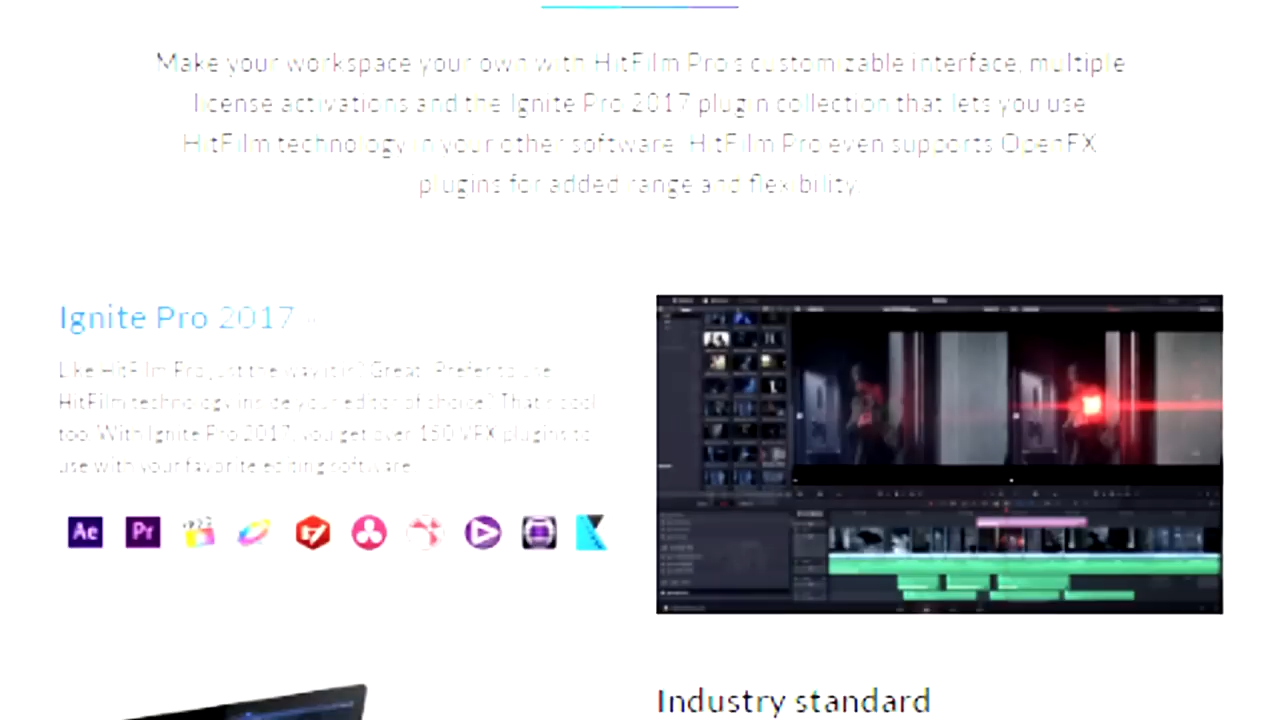 Make your workspace your own with HitFilm Pro's customizable interface, multiple
license activations and the Ignite Pro 2017 plugin collection that lets you use
HitFilm technology in your other software. HitFilm Pro even supports OpenFX
plugins for added range and flexibility.
Ignite Pro 2017
Like HitFilm Pro just the way it is? Great. Prefer to use
HitFilm technology inside your editor of choice? That's cool
too. With Ignite Pro 2017, you get over 150 VFX plugins to
use with your favorite editing software.
Ae Pr
Industry standard